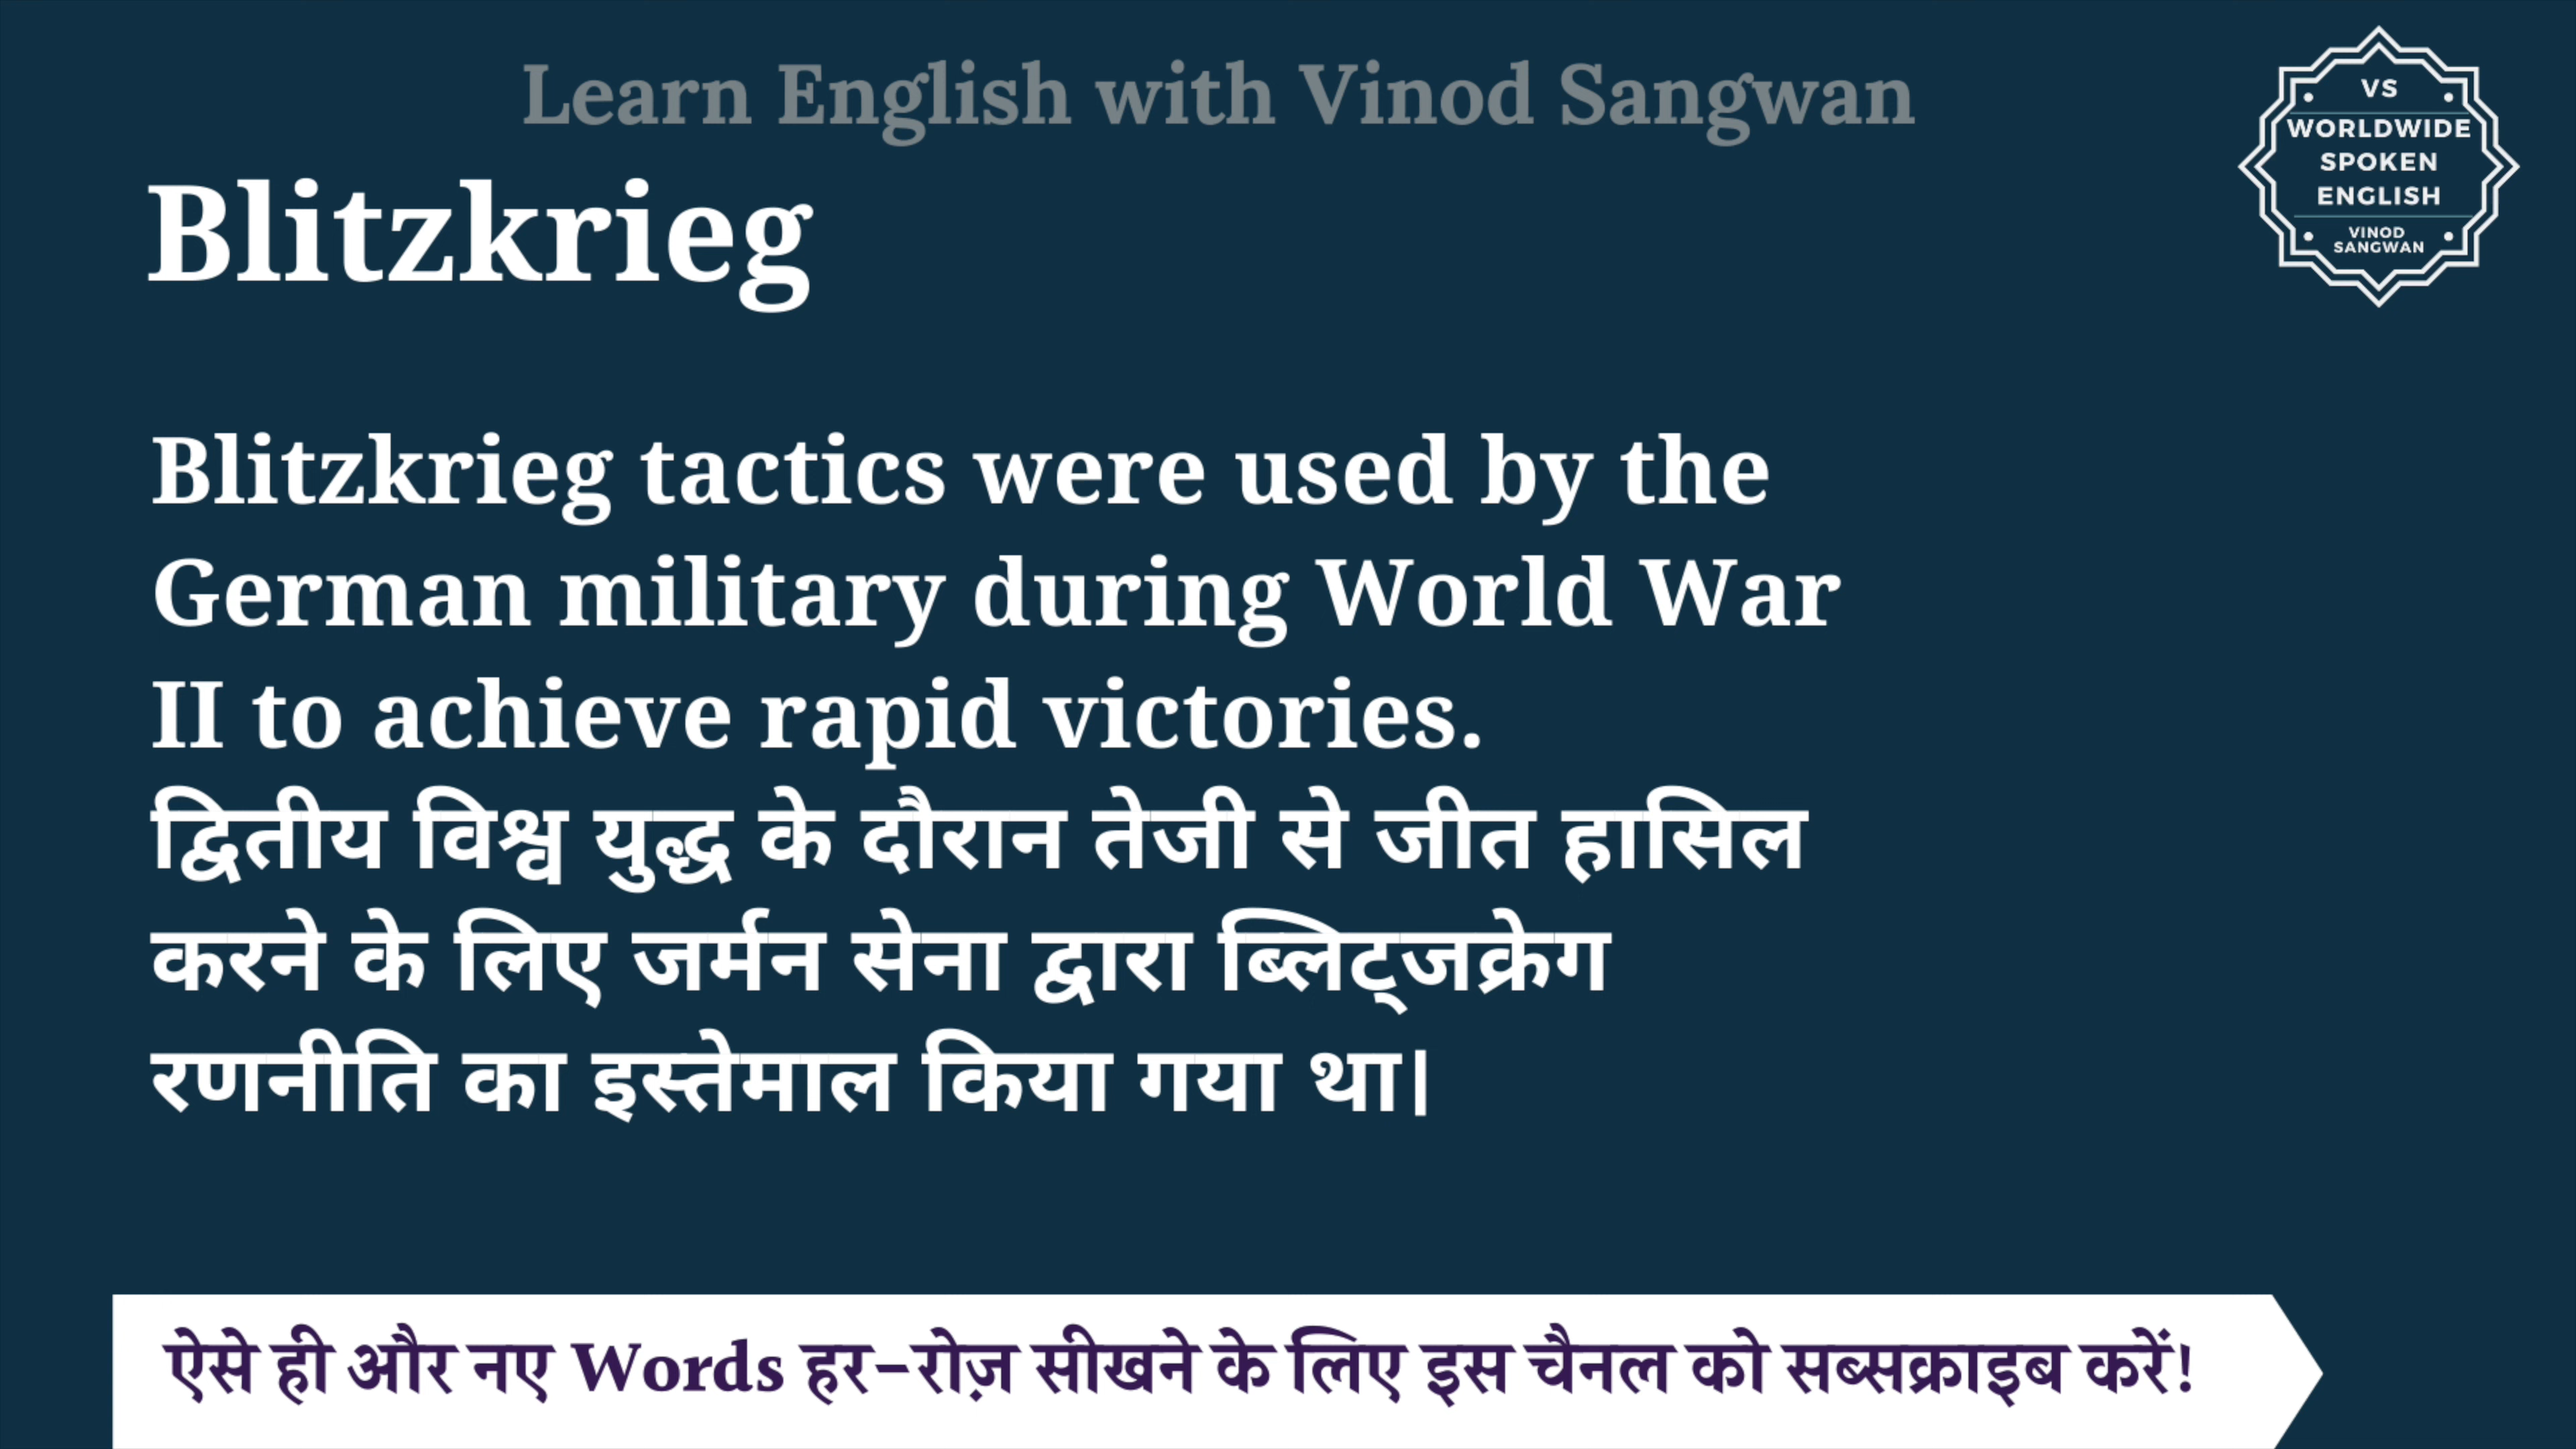 Learn English with Vinod Sangwan
VS
WORLDWIDE
SPOKEN
ENGLISH
VINOD
SANGWAN
Blitzkrieg
Blitzkrieg tactics were used by the
German military during World War
II to achieve rapid victories.
द्वितीय विश्व युद्ध के दौरान तेजी से जीत हासिल
करने के लिए जर्मन सेना द्वारा ब्लिट्जक्रेग
रणनीति का इस्तेमाल किया गया था।
ऐसे ही और नए Words हर-रोज़ सीखने के लिए इस चैनल को सब्सक्राइब करें!